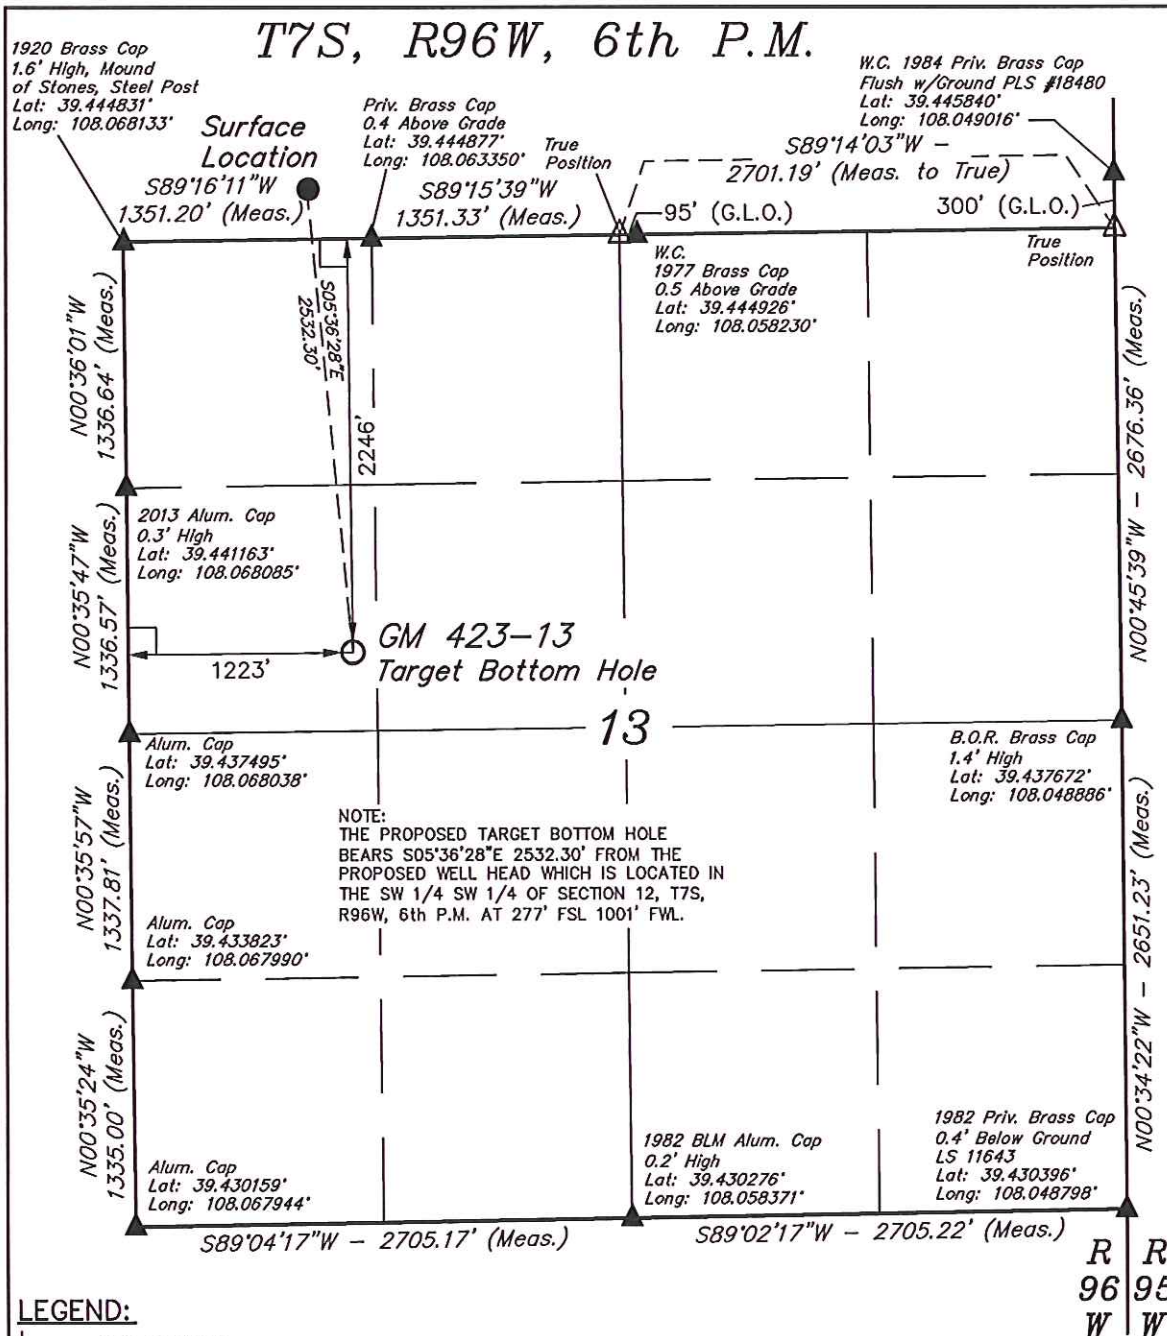 T7S, R96W, 6th P.M.
1920 Brass Cap
1.6' High, Mound
of Stones, Steel Post
Lat: 39.444831°
Long: 108.068133°
Surface
Location
Priv. Brass Cap
0.4 Above Grade
Lat: 39.444877°
Long: 108.063350°
True
Position
W.C. 1984 Priv. Brass Cap
Flush w/Ground PLS #18480
Lat: 39.445840°
Long: 108.049016°
S89°14'03"W –
2701.19' (Meas. to True)
S89°16'11"W
1351.20' (Meas.)
S89°15'39"W
1351.33' (Meas.)
95' (G.L.O.)
300' (G.L.O.)
True
Position
W.C.
1977 Brass Cap
0.5 Above Grade
Lat: 39.444926°
Long: 108.058230°
N00°36'01"W
1336.64' (Meas.)
S05°36'28"E
2532.30'
2246'
N00°45'39"W – 2676.36' (Meas.)
2013 Alum. Cap
0.3' High
Lat: 39.441163°
Long: 108.068085°
N00°35'47"W
1336.57' (Meas.)
1223'
GM 423–13
Target Bottom Hole
13
Alum. Cap
Lat: 39.437495°
Long: 108.068038°
B.O.R. Brass Cap
1.4' High
Lat: 39.437672°
Long: 108.048886°
N00°35'57"W
1337.81' (Meas.)
NOTE:
THE PROPOSED TARGET BOTTOM HOLE
BEARS S05°36'28"E 2532.30' FROM THE
PROPOSED WELL HEAD WHICH IS LOCATED IN
THE SW 1/4 SW 1/4 OF SECTION 12, T7S,
R96W, 6th P.M. AT 277' FSL 1001' FWL.
N00°34'22"W – 2651.23' (Meas.)
Alum. Cap
Lat: 39.433823°
Long: 108.067990°
N00°35'24"W
1335.00' (Meas.)
Alum. Cap
Lat: 39.430159°
Long: 108.067944°
1982 BLM Alum. Cap
0.2' High
Lat: 39.430276°
Long: 108.058371°
1982 Priv. Brass Cap
0.4' Below Ground
LS 11643
Lat: 39.430396°
Long: 108.048798°
S89°04'17"W – 2705.17' (Meas.)
S89°02'17"W – 2705.22' (Meas.)
R R
96 95
W W
LEGEND: